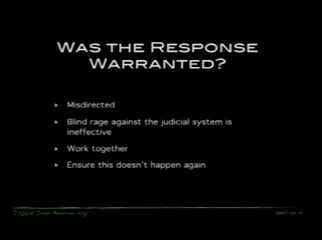 WAS THE RESPONSE
WARRANTED?
Misdirected
Blind rage against the judicial system is
ineffective
Work together
Ensure this doesn't happen again